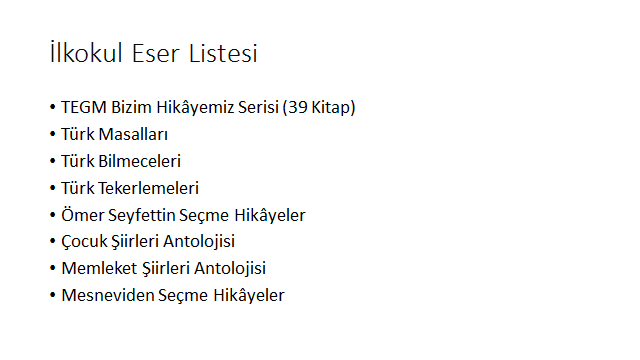 İlkokul Eser Listesi
• TEGM Bizim Hikâyemiz Serisi (39 Kitap)
• Türk Masalları
• Türk Bilmeceleri
• Türk Tekerlemeleri
• Ömer Seyfettin Seçme Hikâyeler
• Çocuk Şiirleri Antolojisi
• Memleket Şiirleri Antolojisi
• Mesneviden Seçme Hikâyeler